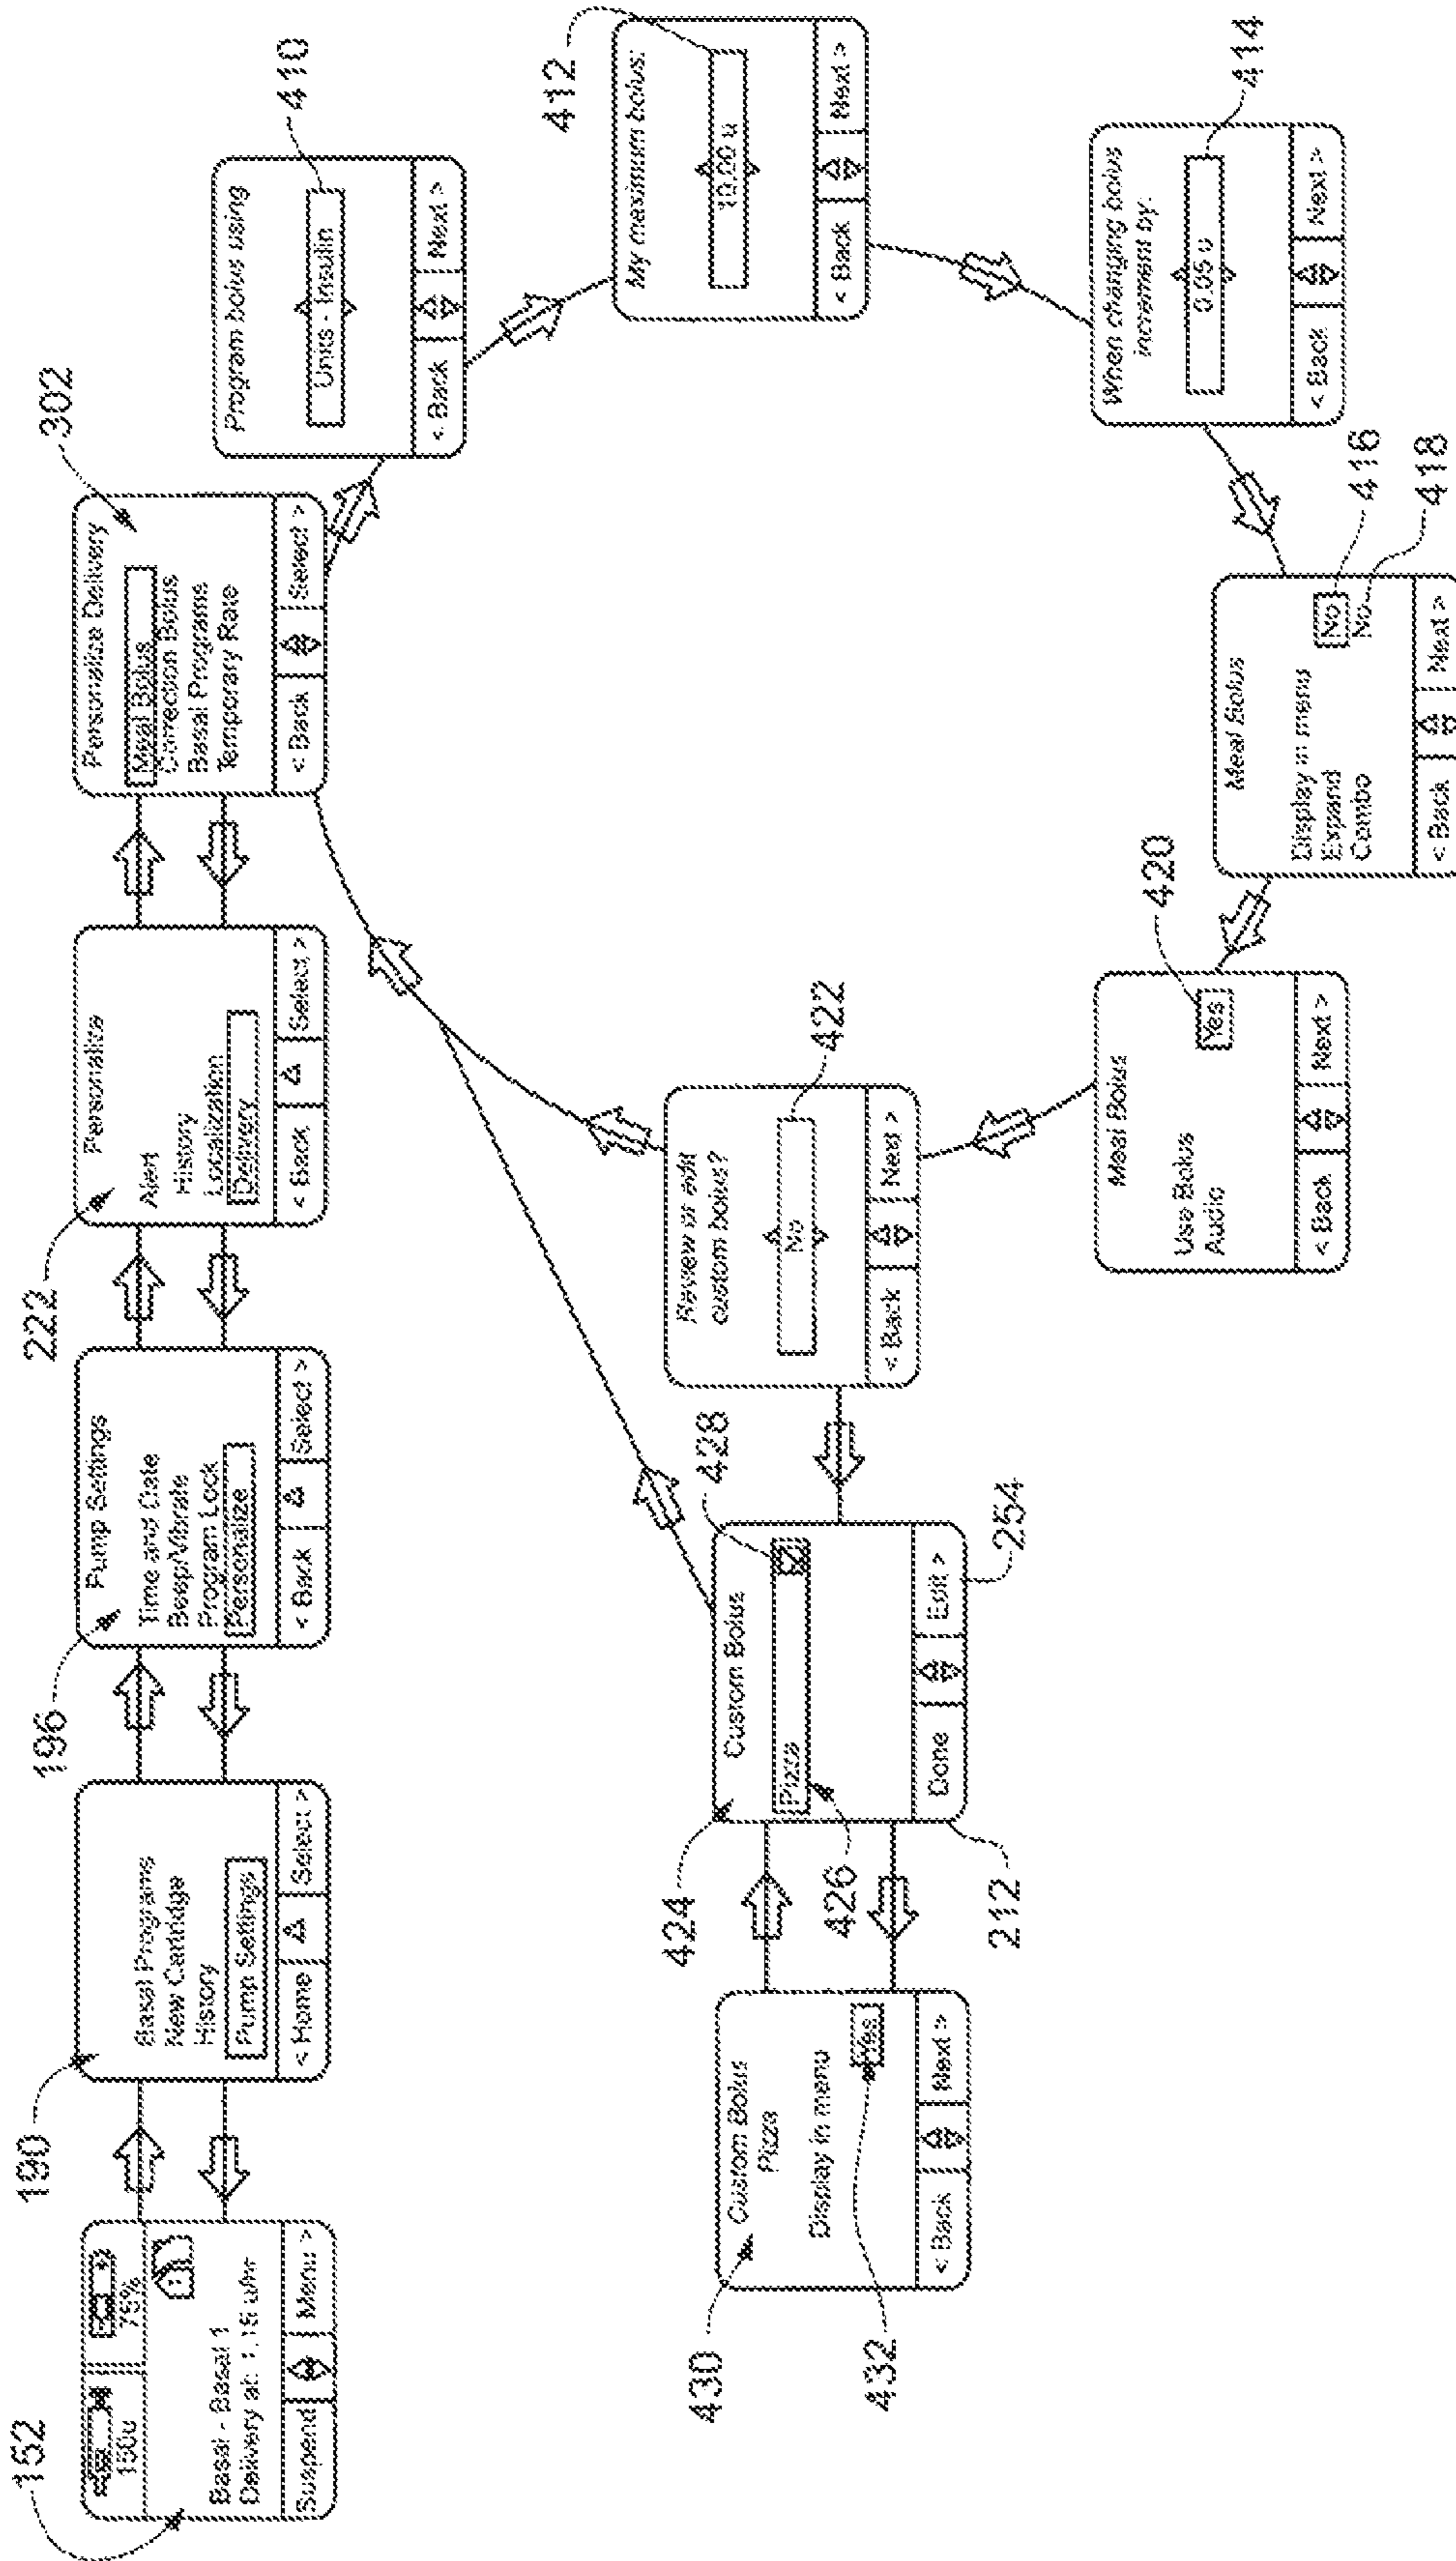 152
150u
75%
Basal - Basal 1
Delivery at: 1.15 u/hr
Suspend
Menu >
190
Basal Programs
New Cartridge
History
Pump Settings
< Home
Select >
196
Pump Settings
Time and Date
Beep/Vibrate
Program Lock
Personalize
< Back
Select >
222
Personalize
Alert
History
Localization
Delivery
< Back
Select >
302
Personalize Delivery
Meal Bolus
Correction Bolus
Basal Programs
Temporary Rate
< Back
Select >
Program bolus using
Units - Insulin
410
< Back
Next >
412
My maximum bolus:
10.00 u
< Back
Next >
When changing bolus
increment by:
0.05 u
414
< Back
Next >
Meal Bolus
Display in menu
Expand No
Combo No
416
418
< Back
Next >
420
Meal Bolus
Use Bolus
Audio
Yes
< Back
Next >
422
Review or edit
custom bolus?
No
< Back
Next >
424
Custom Bolus
Pizza
426
428
Done
Edit >
212
254
430
Custom Bolus
Pizza
Display in menu
Yes
432
< Back
Next >